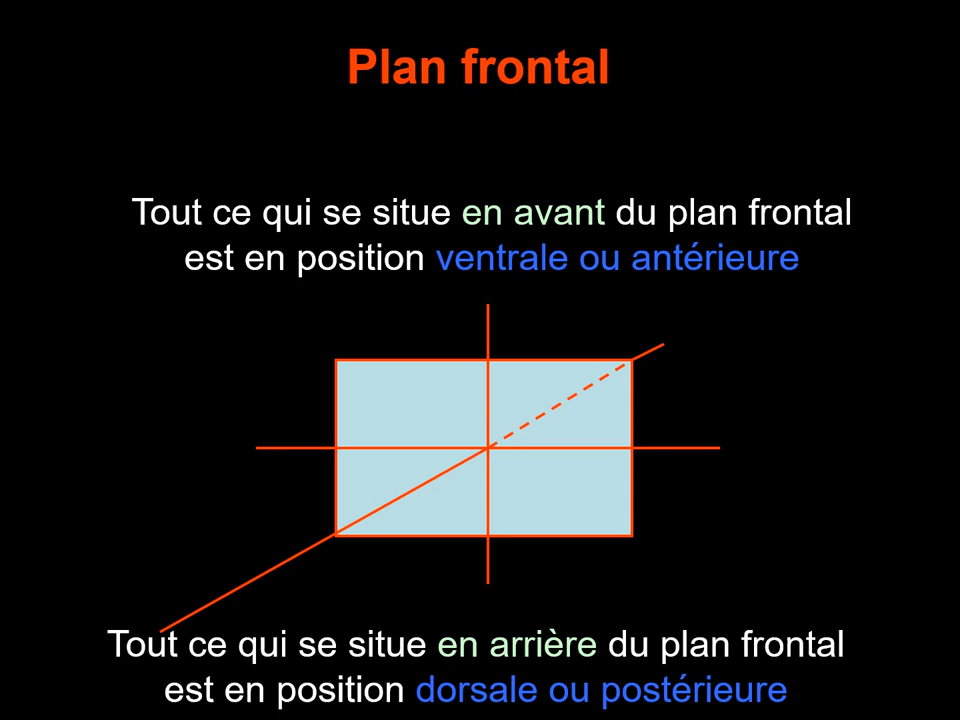 Plan frontal
Tout ce qui se situe en avant du plan frontal
est en position ventrale ou antérieure
Tout ce qui se situe en arrière du plan frontal
est en position dorsale ou postérieure